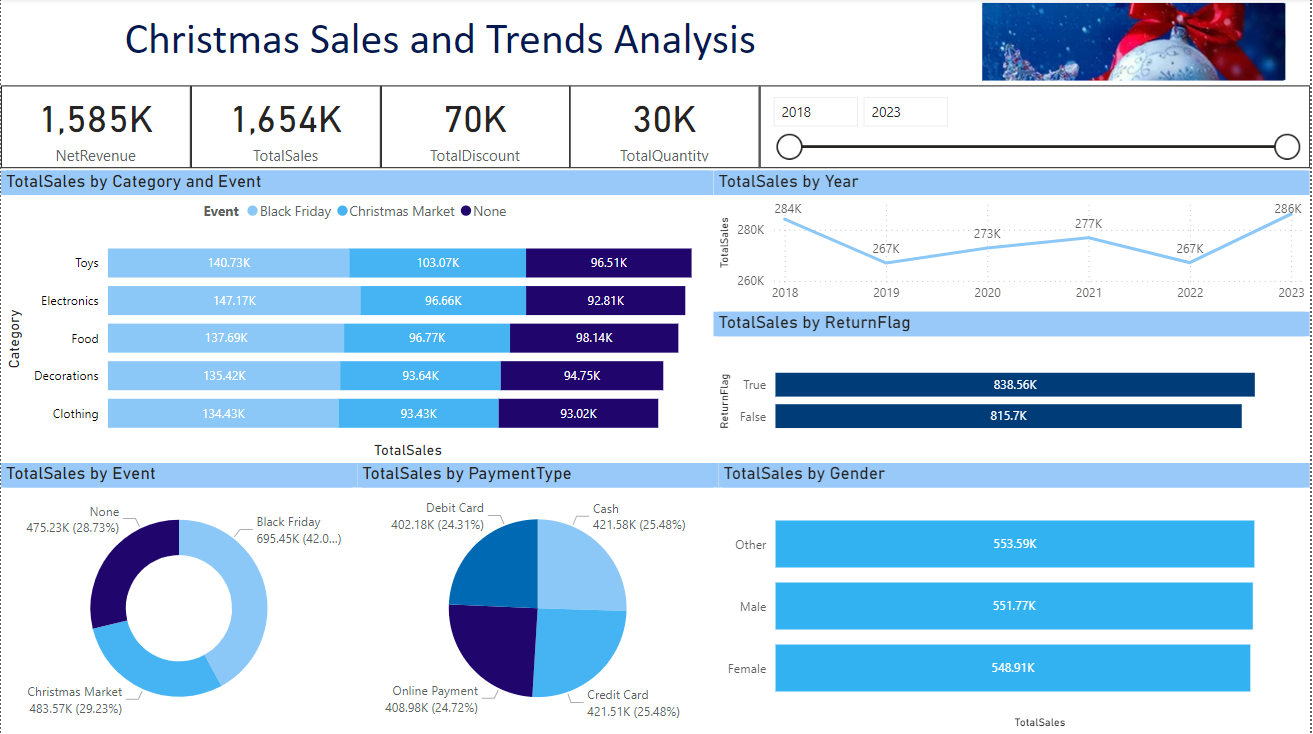 Christmas Sales and Trends Analysis
1,585K
NetRevenue
1,654K
TotalSales
70K
TotalDiscount
30K
TotalQuantity
2018
2023
TotalSales by Category and Event
Event Black Friday Christmas Market None
Category
Toys 140.73K 103.07K 96.51K
Electronics 147.17K 96.66K 92.81K
Food 137.69K 96.77K 98.14K
Decorations 135.42K 93.64K 94.75K
Clothing 134.43K 93.43K 93.02K
TotalSales
TotalSales by Year
TotalSales
280K
260K
284K
267K
273K
277K
267K
286K
2018 2019 2020 2021 2022 2023
TotalSales by ReturnFlag
ReturnFlag
True 838.56K
False 815.7K
TotalSales by Event
None
475.23K (28.73%)
Black Friday
695.45K (42.0...)
Christmas Market
483.57K (29.23%)
TotalSales by PaymentType
Debit Card
402.18K (24.31%)
Cash
421.58K (25.48%)
Online Payment
408.98K (24.72%)
Credit Card
421.51K (25.48%)
TotalSales by Gender
Other 553.59K
Male 551.77K
Female 548.91K
TotalSales